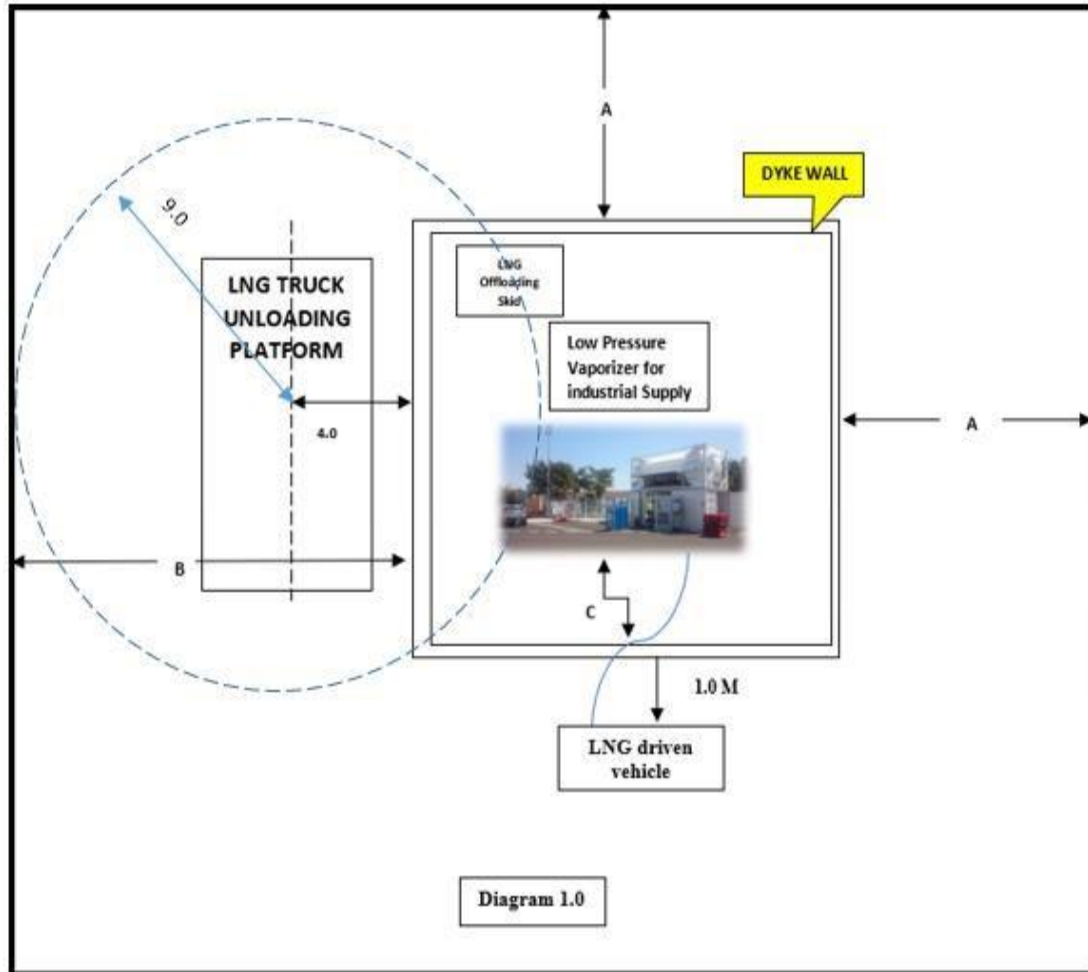 A
DYKE WALL
9.0
LNG
Offloading
Skid
LNG TRUCK
UNLOADING
PLATFORM
Low Pressure
Vaporizer for
industrial Supply
4.0
A
B
C
1.0 M
LNG driven
vehicle
Diagram 1.0